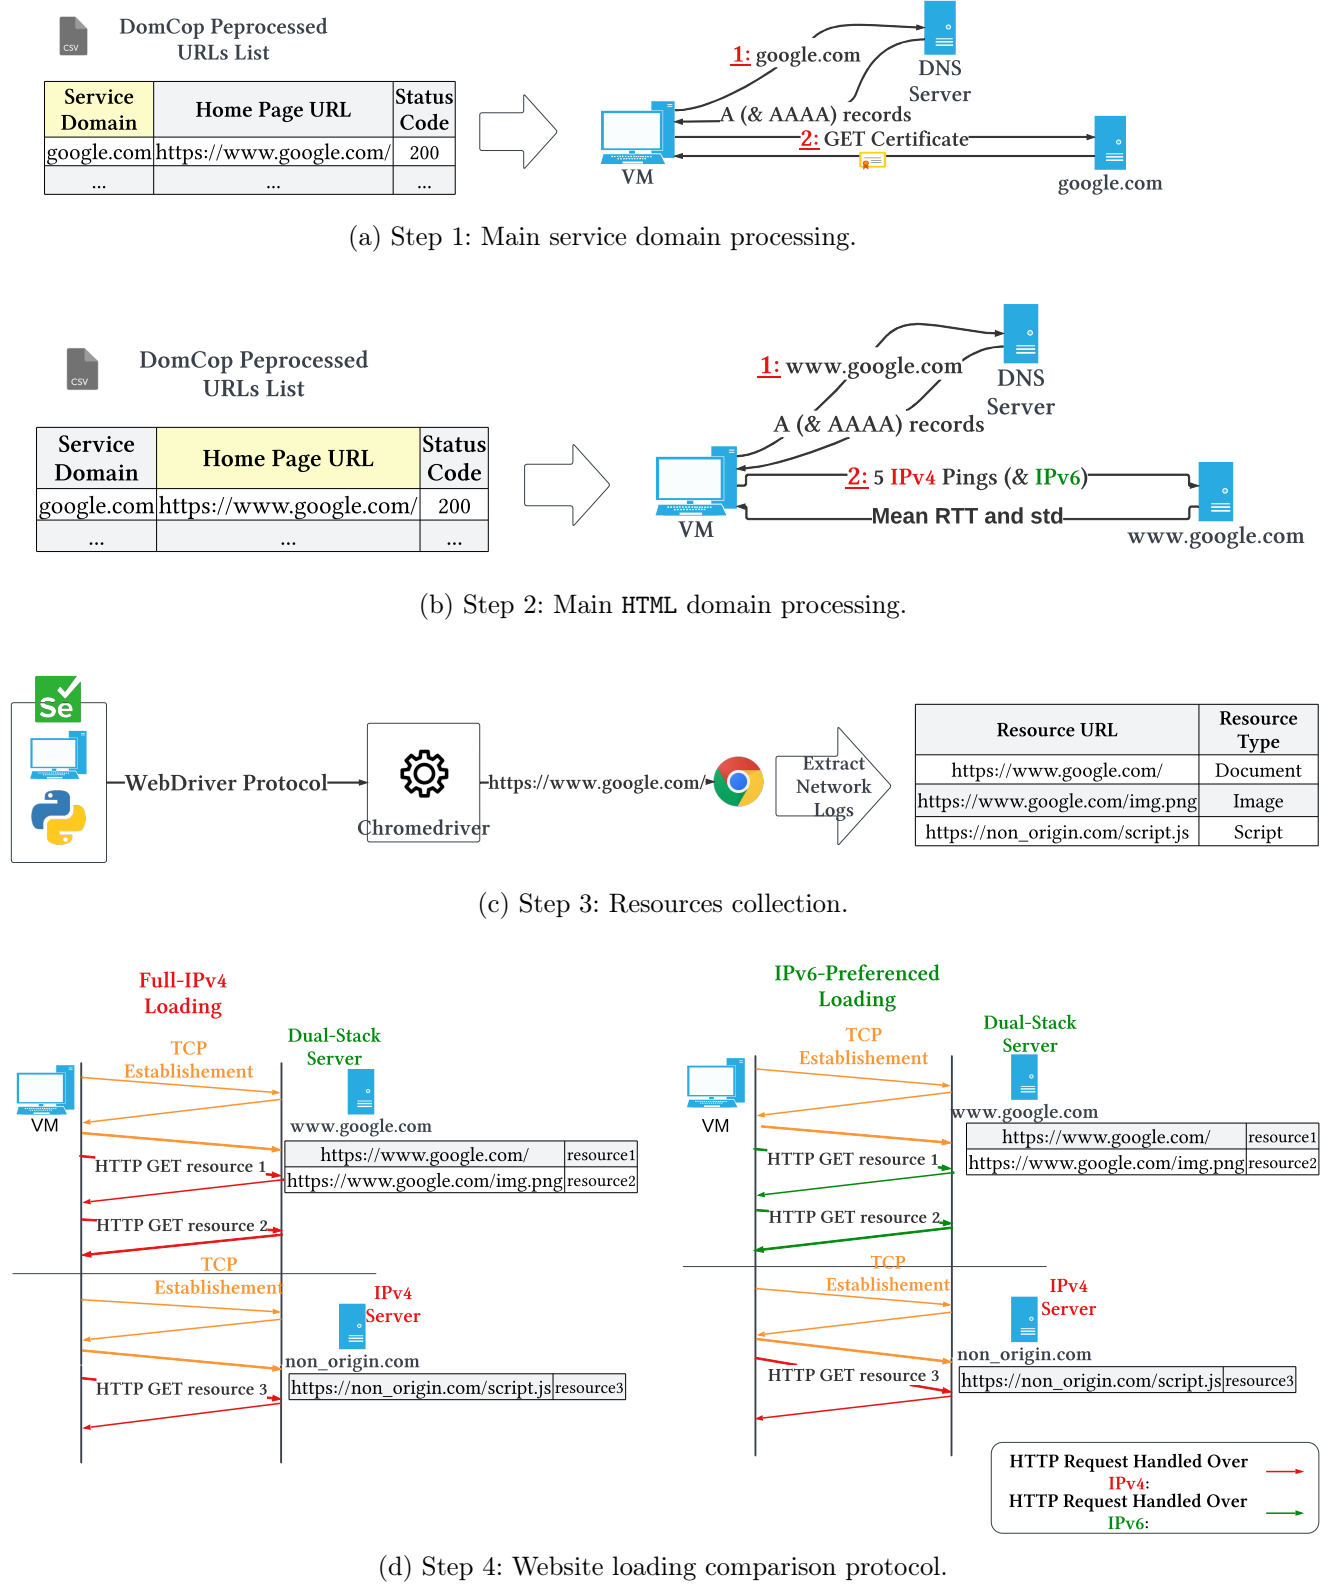 DomCop Peprocessed
URLs List
CSV
Service
Domain
Home Page URL
Status
Code
google.com
https://www.google.com/
200
...
...
...
1: google.com
DNS
Server
A (& AAAA) records
2: GET Certificate
VM
google.com
(a) Step 1: Main service domain processing.
DomCop Peprocessed
URLs List
CSV
Service
Domain
Home Page URL
Status
Code
google.com
https://www.google.com/
200
...
...
...
1: www.google.com
DNS
Server
A (& AAAA) records
2: 5 IPv4 Pings (& IPv6)
Mean RTT and std
VM
www.google.com
(b) Step 2: Main HTML domain processing.
Se
WebDriver Protocol
Chromedriver
https://www.google.com/
Extract
Network
Logs
Resource URL
Resource
Type
https://www.google.com/
Document
https://www.google.com/img.png
Image
https://non_origin.com/script.js
Script
(c) Step 3: Resources collection.
Full-IPv4
Loading
Dual-Stack
Server
TCP
Establishement
VM
www.google.com
https://www.google.com/
resource1
https://www.google.com/img.png
resource2
HTTP GET resource 1
HTTP GET resource 2
TCP
Establishement
IPv4
Server
non_origin.com
https://non_origin.com/script.js
resource3
HTTP GET resource 3
IPv6-Preferenced
Loading
Dual-Stack
Server
TCP
Establishement
VM
www.google.com
https://www.google.com/
resource1
https://www.google.com/img.png
resource2
HTTP GET resource 1
HTTP GET resource 2
TCP
Establishement
IPv4
Server
non_origin.com
https://non_origin.com/script.js
resource3
HTTP GET resource 3
HTTP Request Handled Over
IPv4:
HTTP Request Handled Over
IPv6:
(d) Step 4: Website loading comparison protocol.